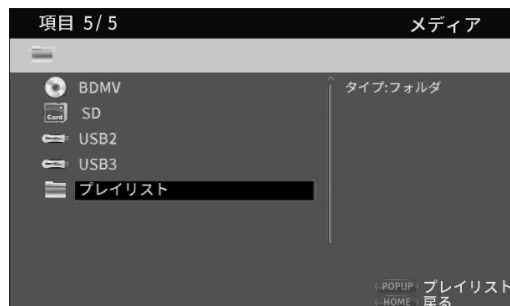 項目 5/5
メディア
BDMV
Card SD
USB2
USB3
プレイリスト
タイプ:フォルダ
POPUP プレイリスト
HOME 戻る